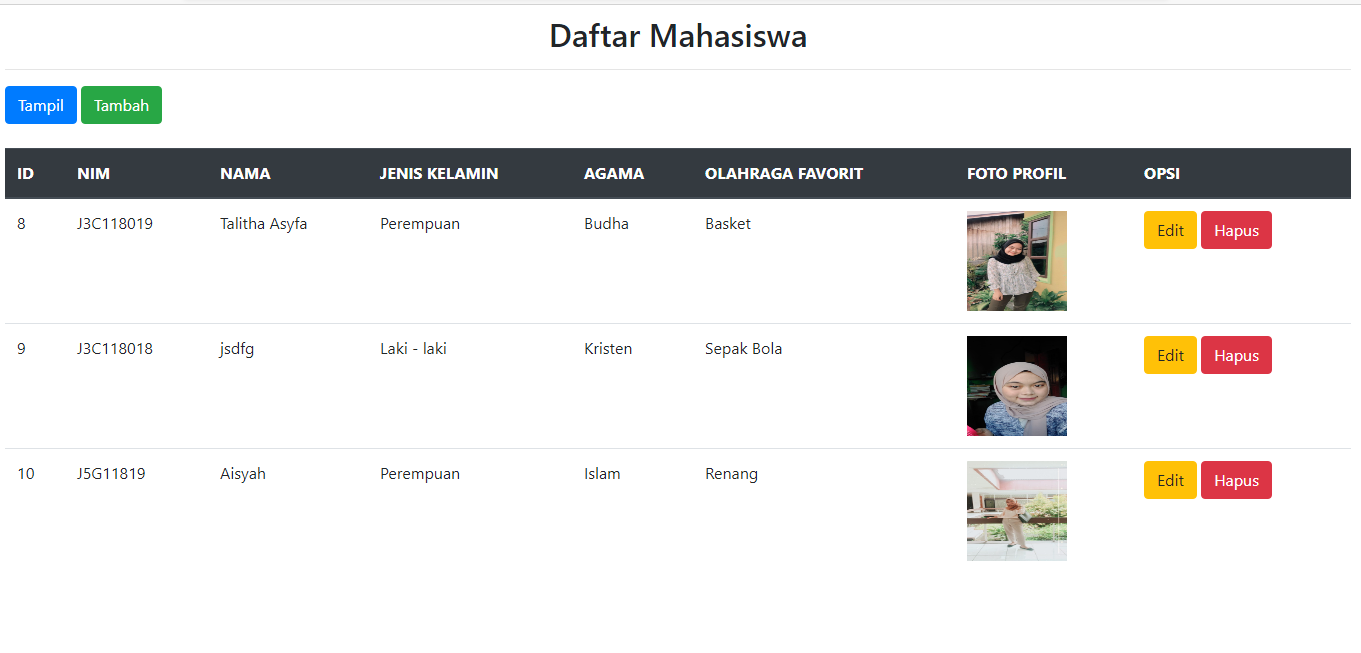 Daftar Mahasiswa
Tampil Tambah
ID NIM NAMA JENIS KELAMIN AGAMA OLAHRAGA FAVORIT FOTO PROFIL OPSI
8 J3C118019 Talitha Asyfa Perempuan Budha Basket Edit Hapus
9 J3C118018 jsdfg Laki - laki Kristen Sepak Bola Edit Hapus
10 J5G11819 Aisyah Perempuan Islam Renang Edit Hapus